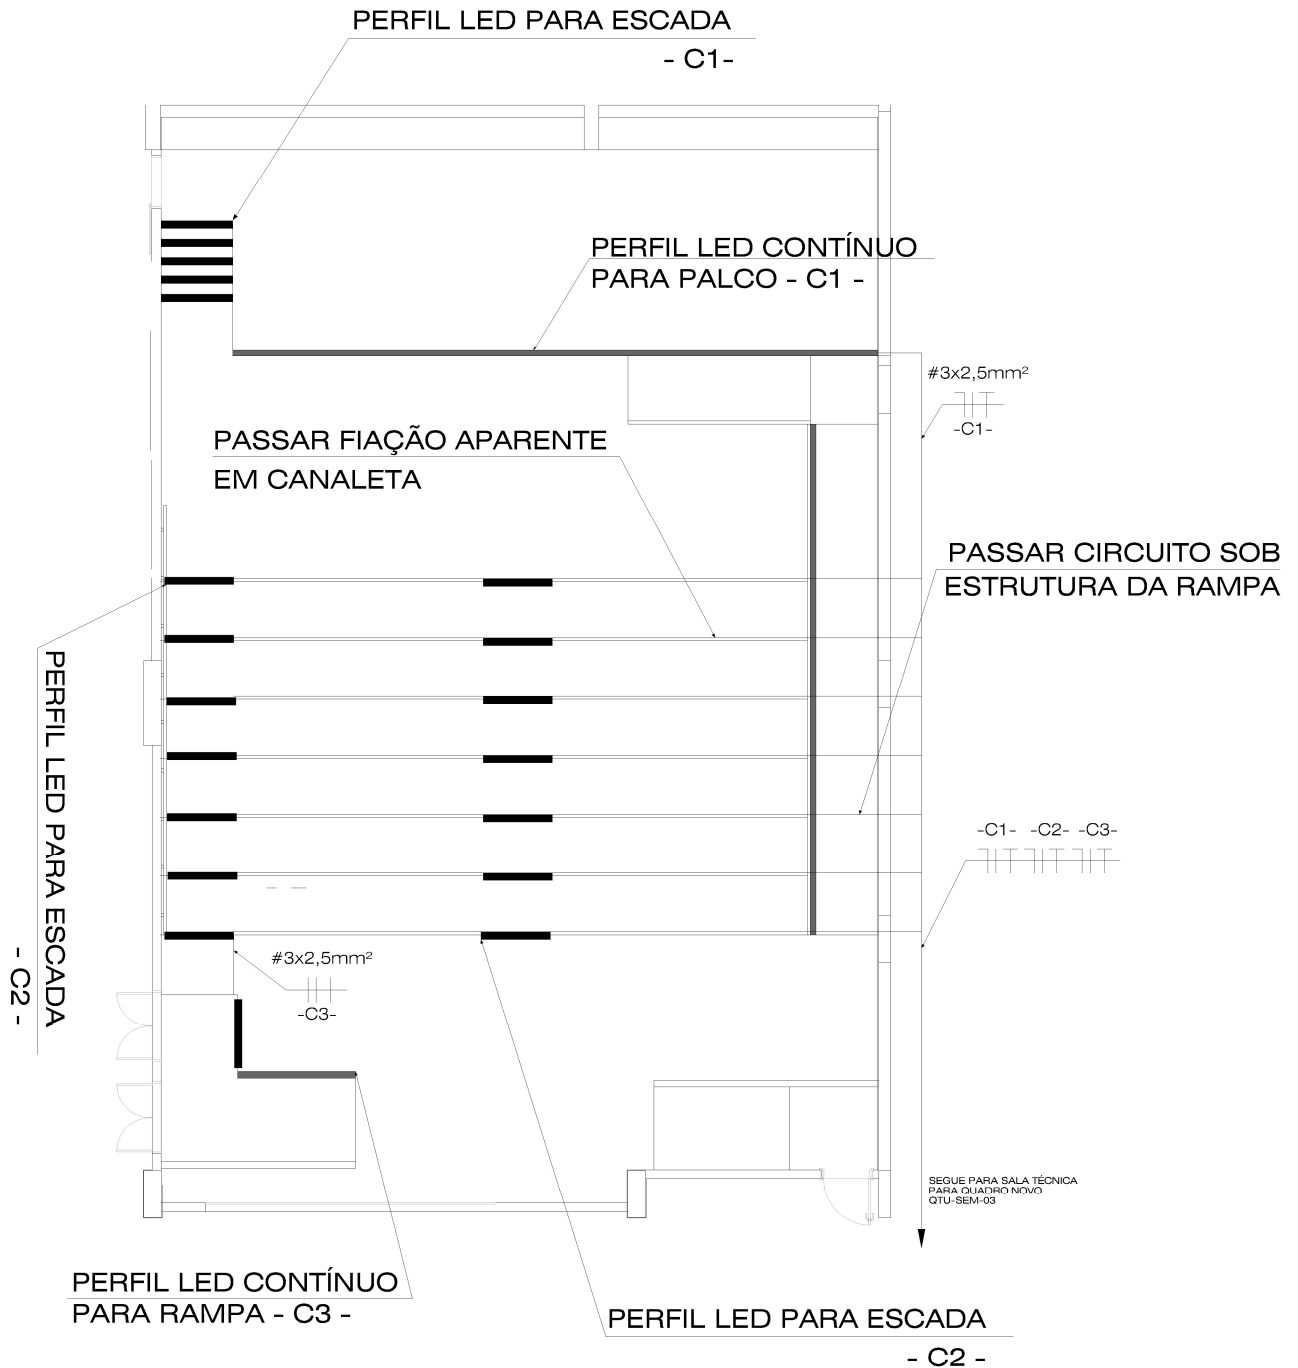 PERFIL LED PARA ESCADA
- C1-
PERFIL LED CONTÍNUO
PARA PALCO - C1 -
#3x2,5mm²
-C1-
PASSAR FIAÇÃO APARENTE
EM CANALETA
PASSAR CIRCUITO SOB
ESTRUTURA DA RAMPA
PERFIL LED PARA ESCADA
- C2 -
-C1- -C2- -C3-
#3x2,5mm²
-C3-
SEGUE PARA SALA TÉCNICA
PARA QUADRO NOVO
QTU-SEM-03
PERFIL LED CONTÍNUO
PARA RAMPA - C3 -
PERFIL LED PARA ESCADA
- C2 -